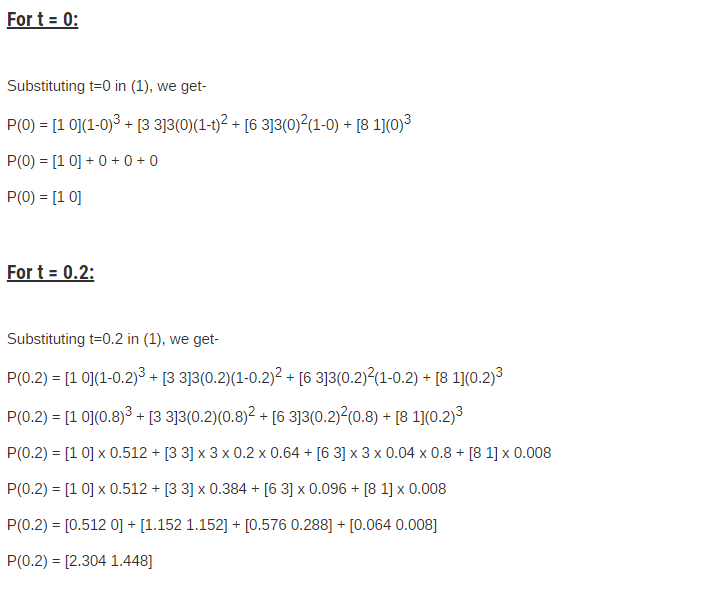 For t = 0:
Substituting t=0 in (1), we get-
P(0) = [1 0](1-0)³ + [3 3]3(0)(1-t)² + [6 3]3(0)²(1-0) + [8 1](0)³
P(0) = [1 0] + 0 + 0 + 0
P(0) = [1 0]
For t = 0.2:
Substituting t=0.2 in (1), we get-
P(0.2) = [1 0](1-0.2)³ + [3 3]3(0.2)(1-0.2)² + [6 3]3(0.2)²(1-0.2) + [8 1](0.2)³
P(0.2) = [1 0](0.8)³ + [3 3]3(0.2)(0.8)² + [6 3]3(0.2)²(0.8) + [8 1](0.2)³
P(0.2) = [1 0] x 0.512 + [3 3] x 3 x 0.2 x 0.64 + [6 3] x 3 x 0.04 x 0.8 + [8 1] x 0.008
P(0.2) = [1 0] x 0.512 + [3 3] x 0.384 + [6 3] x 0.096 + [8 1] x 0.008
P(0.2) = [0.512 0] + [1.152 1.152] + [0.576 0.288] + [0.064 0.008]
P(0.2) = [2.304 1.448]